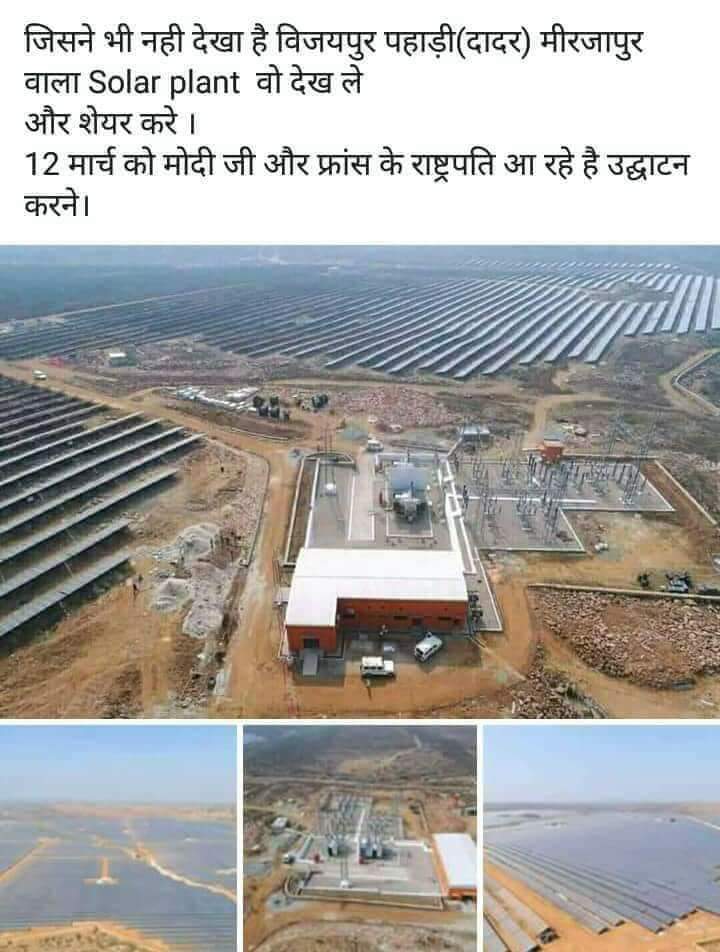 जिसने भी नही देखा है विजयपुर पहाड़ी(दादर) मीरजापुर
वाला Solar plant वो देख ले
और शेयर करे ।
12 मार्च को मोदी जी और फ्रांस के राष्ट्रपति आ रहे है उद्घाटन
करने।